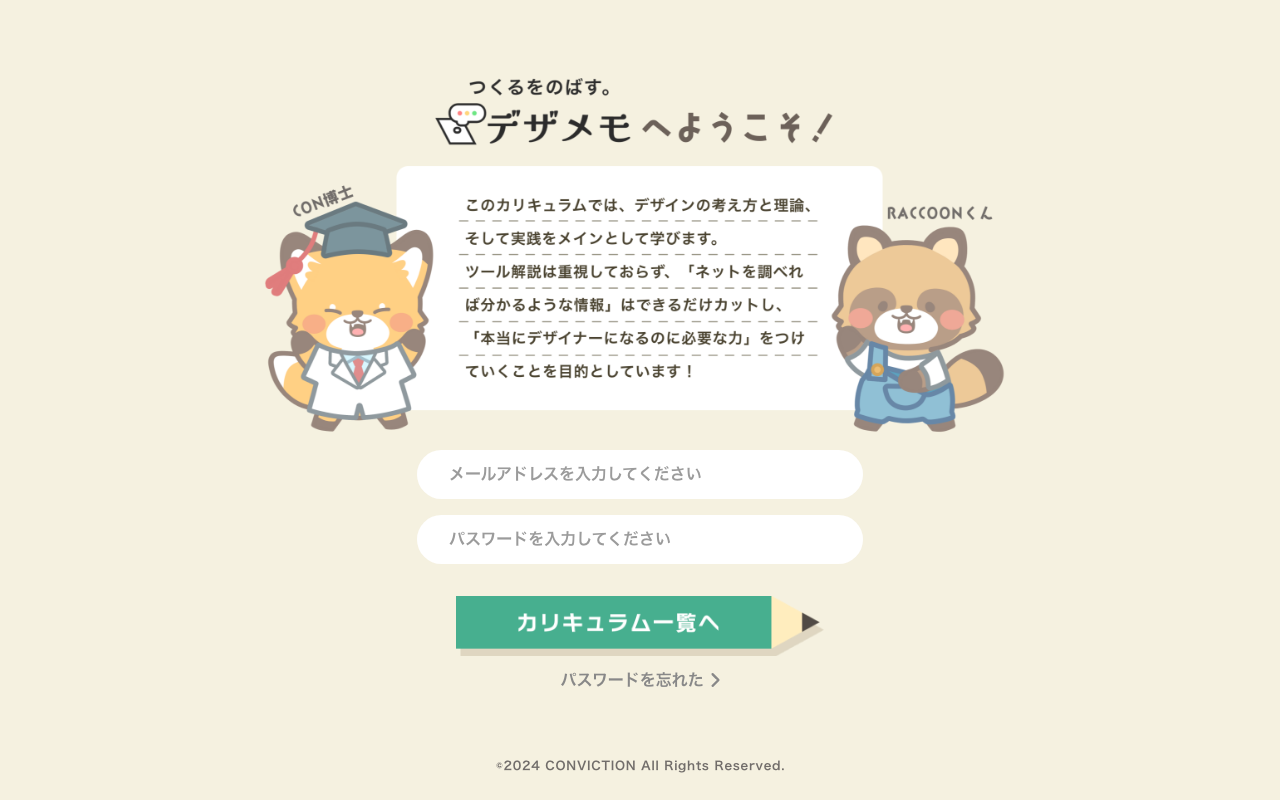 つくるをのばす。
デザメモ へようこそ！
CON博士
RACCOONくん
このカリキュラムでは、デザインの考え方と理論、
そして実践をメインとして学びます。
ツール解説は重視しておらず、「ネットを調べれ
ば分かるような情報」はできるだけカットし、
「本当にデザイナーになるのに必要な力」をつけ
ていくことを目的としています！
メールアドレスを入力してください
パスワードを入力してください
カリキュラム一覧へ
パスワードを忘れた
©2024 CONVICTION All Rights Reserved.